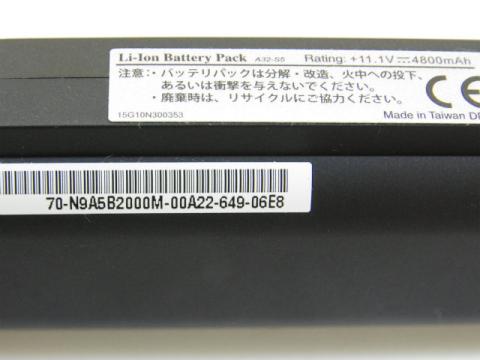 Li-Ion Battery Pack A32-S5 Rating: +11.1V⎓4800mAh
注意:・バッテリパックは分解・改造、火中への投下、
あるいは衝撃を与えないでください。
・廃棄時は、リサイクルにご協力ください。
CE
15G10N300353
Made in Taiwan
70-N9A5B2000M-00A22-649-06E8